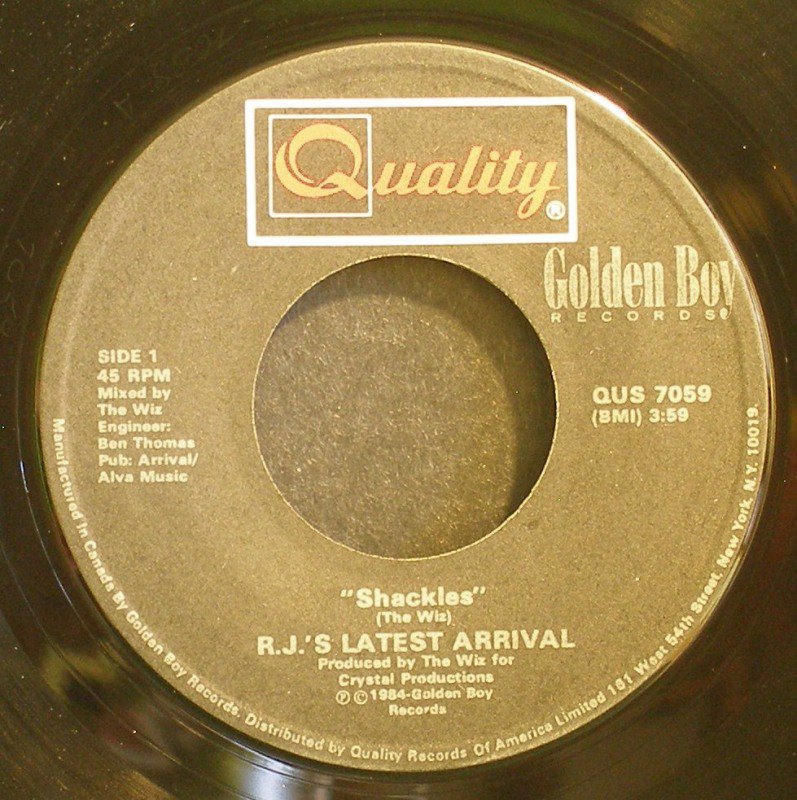 Quality®
Golden Boy
RECORDS®
SIDE 1
45 RPM
Mixed by
The Wiz
Engineer:
Ben Thomas
Pub: Arrival/
Alva Music
QUS 7059
(BMI) 3:59
"Shackles"
(The Wiz)
R.J.'S LATEST ARRIVAL
Produced by The Wiz for
Crystal Productions
Ⓟ©1984-Golden Boy
Records
Manufactured in Canada By Golden Boy Records. Distributed by Quality Records Of America Limited 161 West 54th Street, New York, N.Y. 10019.